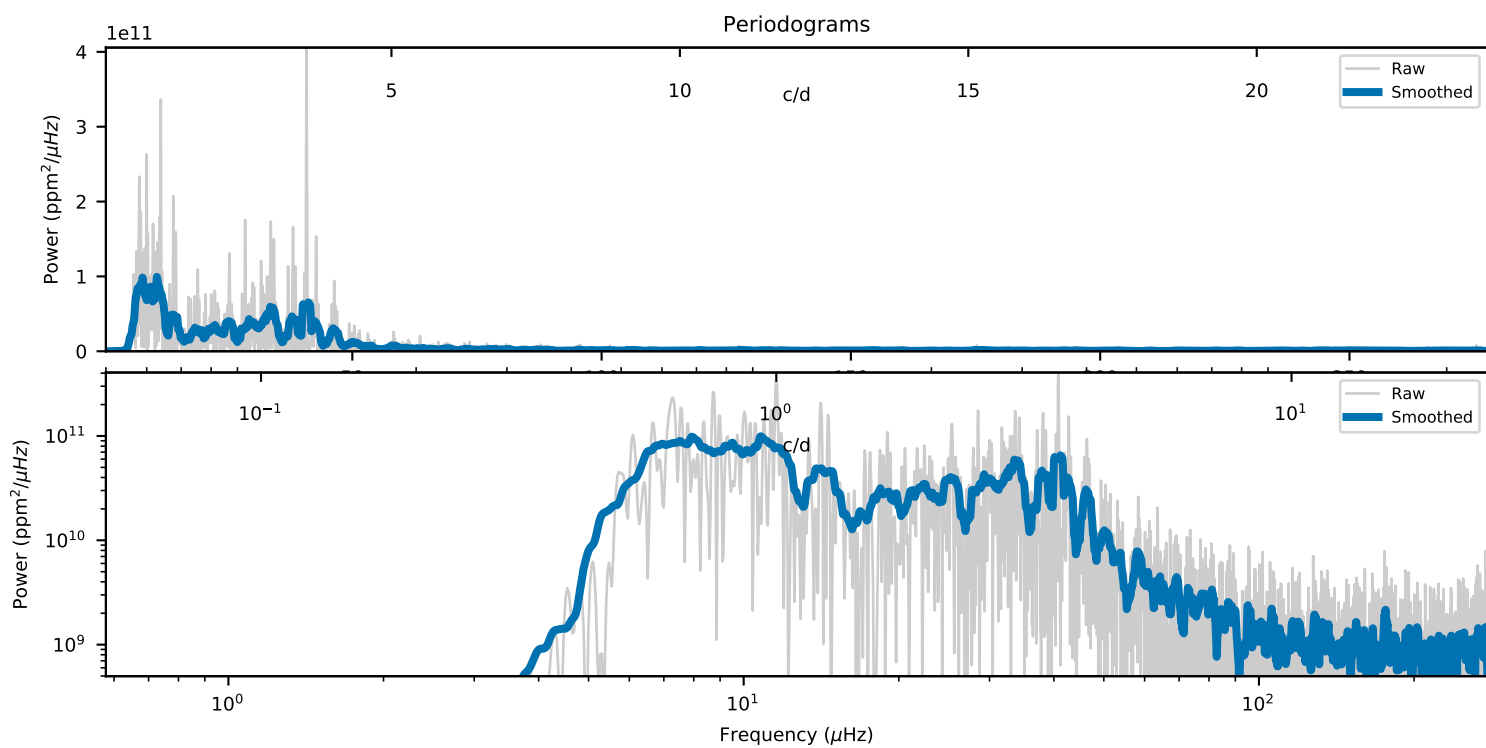 Periodograms
1e11
4
3
2
1
0
Power (ppm²/μHz)
5
10
15
20
c/d
Raw
Smoothed
10⁻¹
10⁰
10¹
c/d
Raw
Smoothed
10¹¹
10¹⁰
10⁹
Power (ppm²/μHz)
10⁰
10¹
10²
Frequency (μHz)